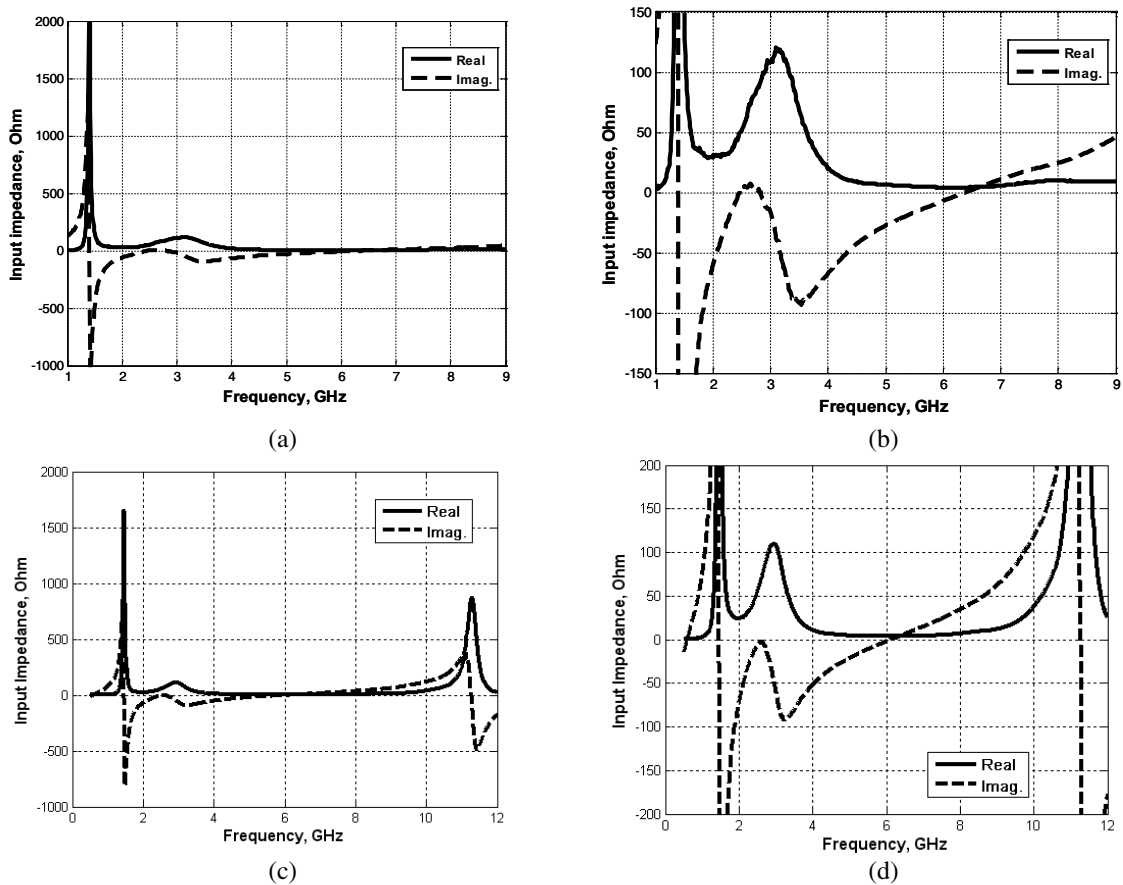 2000
1500
1000
500
0
-500
-1000
Input impedance, Ohm
Real
Imag.
1 2 3 4 5 6 7 8 9
Frequency, GHz
(a)
150
100
50
0
-50
-100
-150
Input impedance, Ohm
Real
Imag.
1 2 3 4 5 6 7 8 9
Frequency, GHz
(b)
2000
1500
1000
500
0
-500
-1000
Input Impedance, Ohm
Real
Imag.
0 2 4 6 8 10 12
Frequency, GHz
(c)
200
150
100
50
0
-50
-100
-150
-200
Input Impedance, Ohm
Real
Imag.
0 2 4 6 8 10 12
Frequency, GHz
(d)